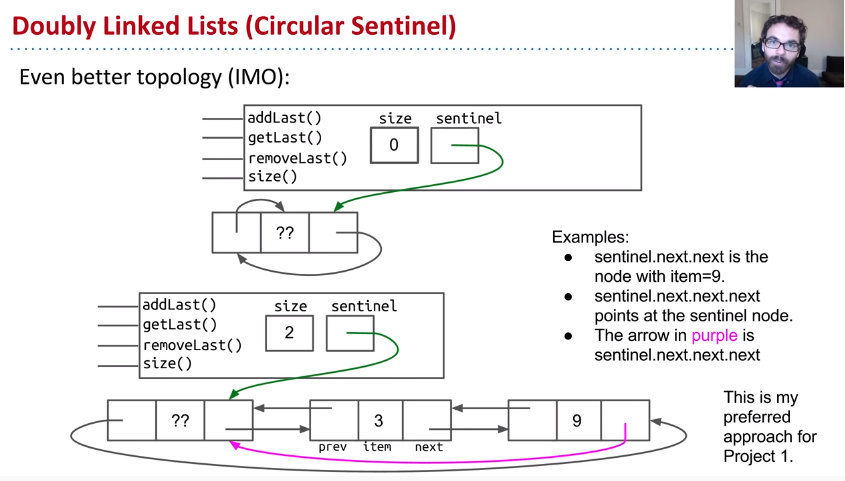 Doubly Linked Lists (Circular Sentinel)
Even better topology (IMO):
addLast()
getLast()
removeLast()
size()
size
sentinel
0
??
Examples:
● sentinel.next.next is the
node with item=9.
● sentinel.next.next.next
points at the sentinel node.
● The arrow in purple is
sentinel.next.next.next
addLast()
getLast()
removeLast()
size()
size
sentinel
2
??
3
9
prev
item
next
This is my
preferred
approach for
Project 1.